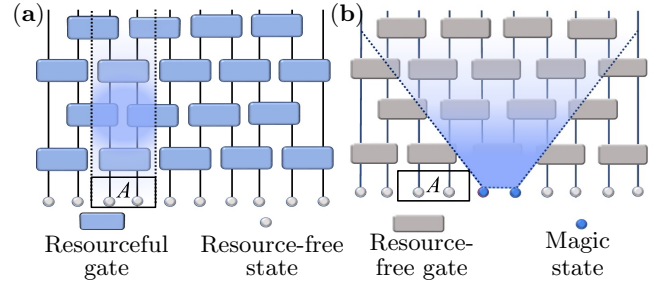 (a)
(b)
A
A
Resourceful
gate
Resource-free
state
Resource-
free gate
Magic
state